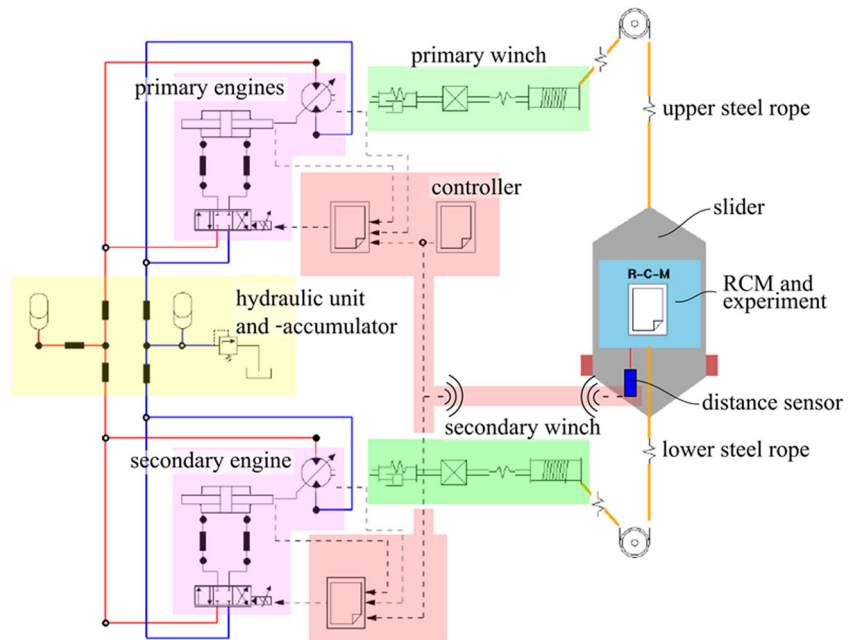 primary winch
primary engines
upper steel rope
controller
slider
R-C-M
RCM and
experiment
hydraulic unit
and -accumulator
distance sensor
secondary winch
lower steel rope
secondary engine